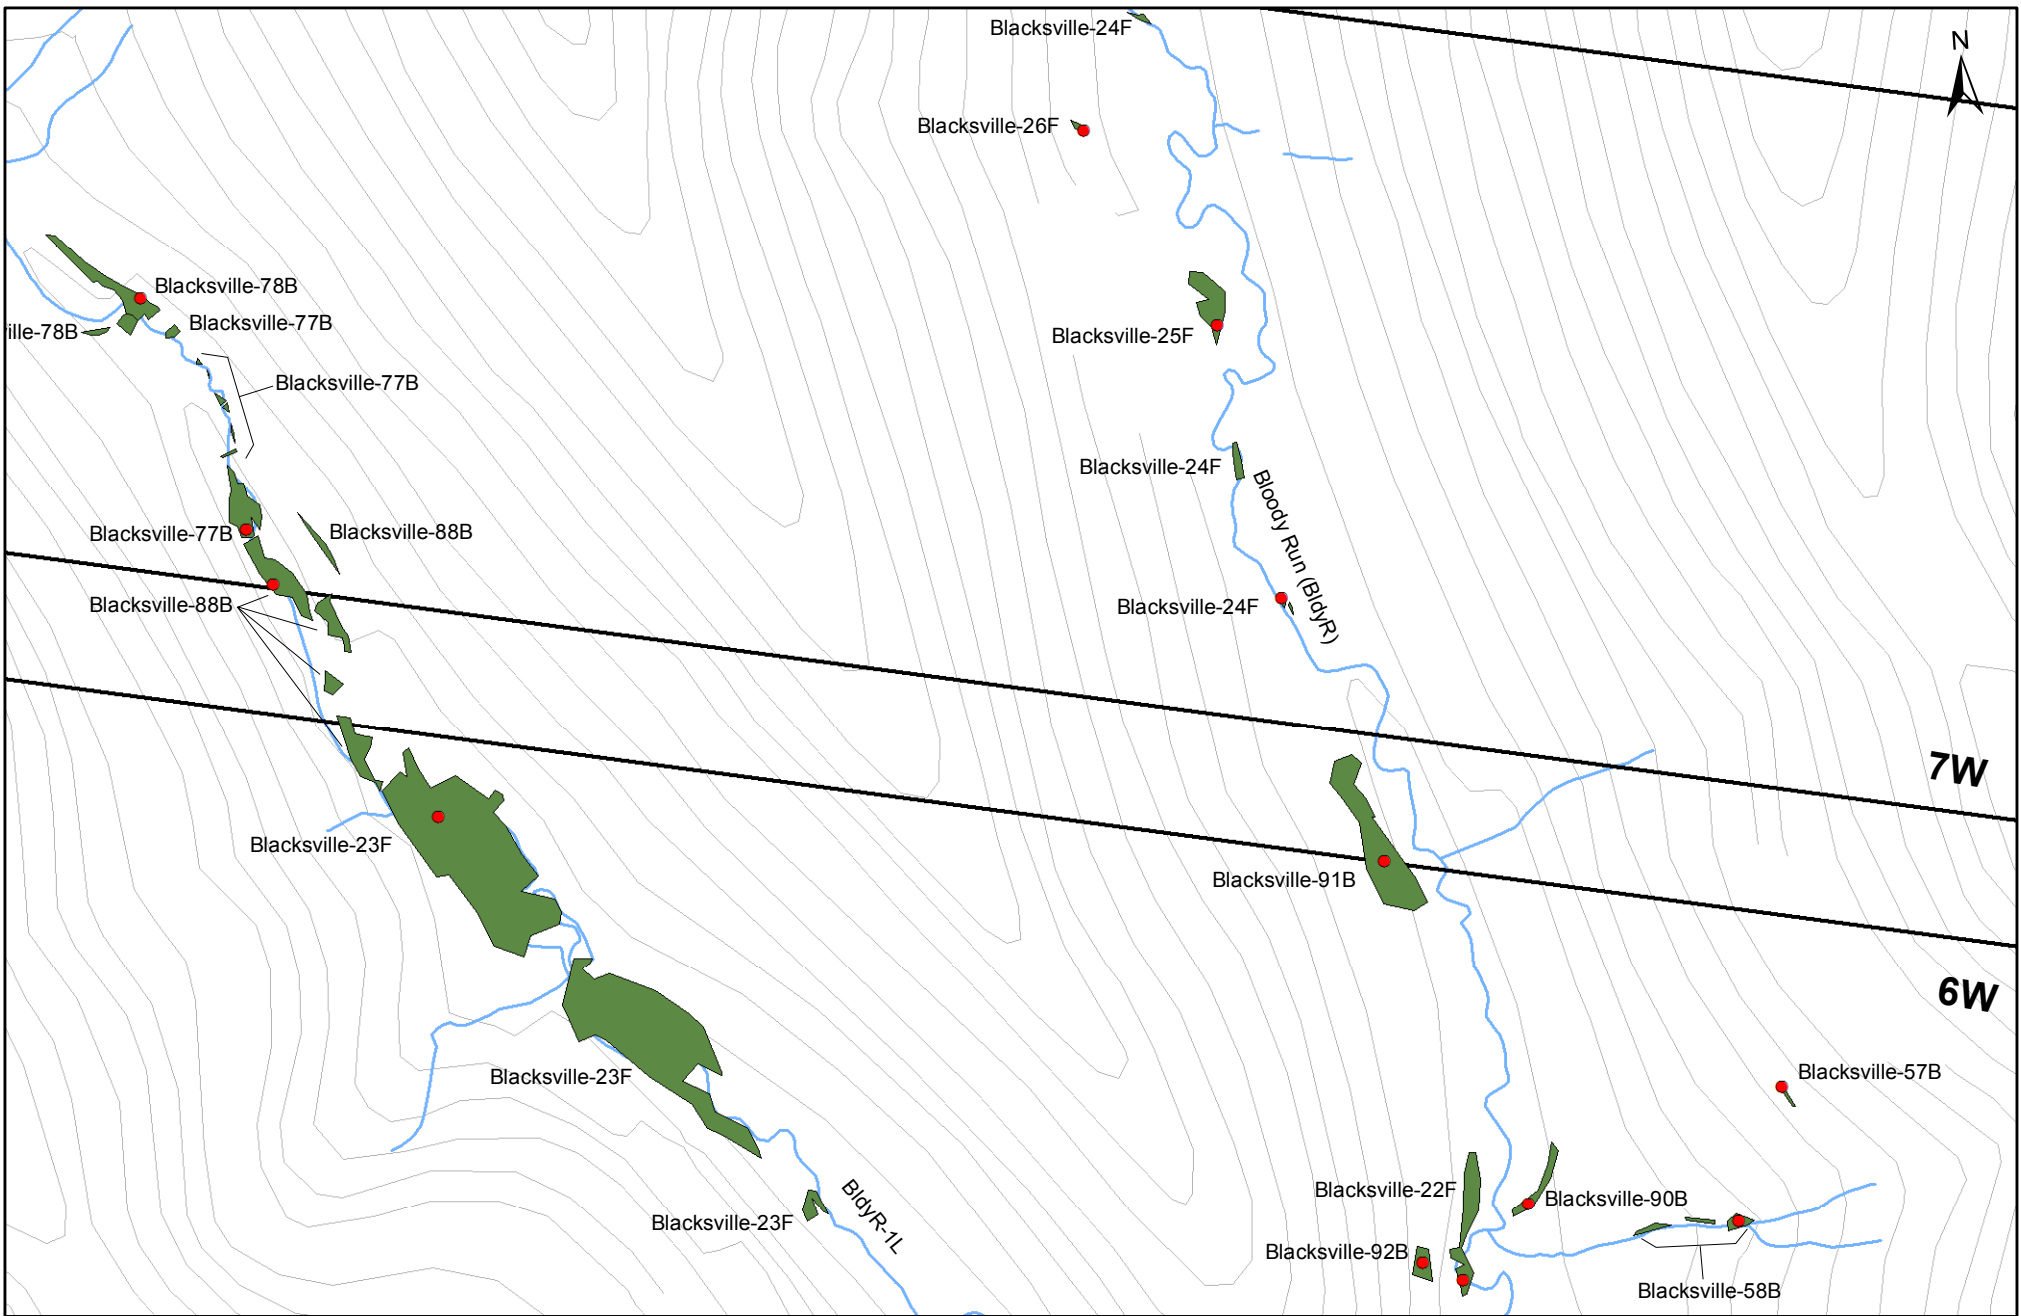 Blacksville-24F
N
Blacksville-26F
Blacksville-78B
Blacksville-77B
ville-78B
Blacksville-25F
Blacksville-77B
Blacksville-24F
Bloody Run (BldyR)
Blacksville-77B
Blacksville-88B
Blacksville-88B
Blacksville-24F
7W
Blacksville-23F
Blacksville-91B
6W
Blacksville-23F
Blacksville-57B
Blacksville-22F
Blacksville-90B
Blacksville-23F
BldyR-1L
Blacksville-92B
Blacksville-58B